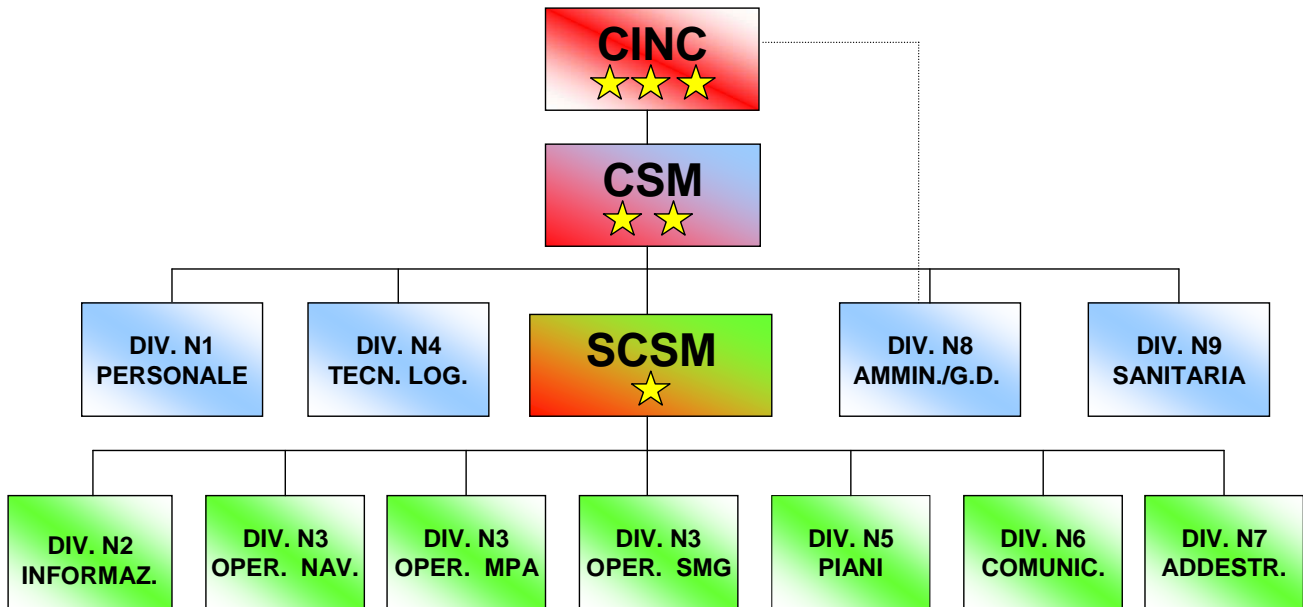 CINC
CSM
DIV. N1
PERSONALE
DIV. N4
TECN. LOG.
SCSM
DIV. N8
AMMIN./G.D.
DIV. N9
SANITARIA
DIV. N2
INFORMAZ.
DIV. N3
OPER. NAV.
DIV. N3
OPER. MPA
DIV. N3
OPER. SMG
DIV. N5
PIANI
DIV. N6
COMUNIC.
DIV. N7
ADDESTR.